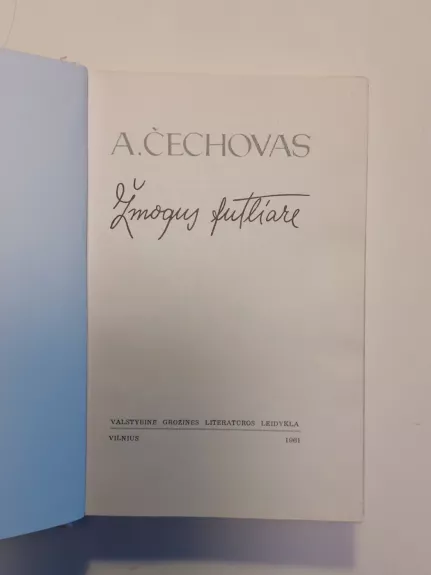 A. ČECHOVAS
Žmogus futliare
VALSTYBINĖ GROŽINĖS LITERATŪROS LEIDYKLA
VILNIUS 1961